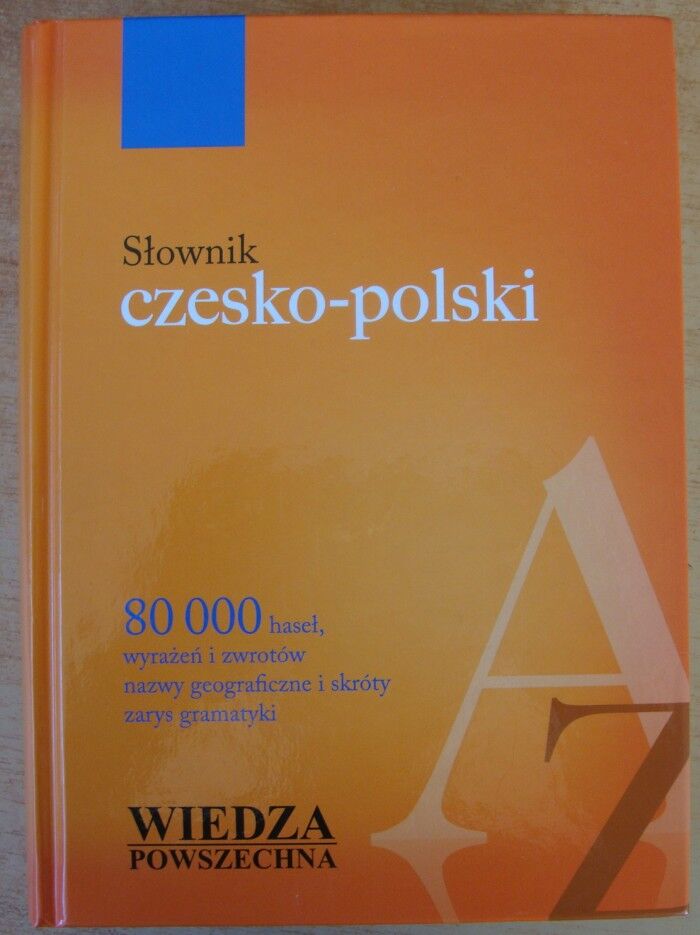 Słownik
czesko-polski
80 000 haseł,
wyrażeń i zwrotów
nazwy geograficzne i skróty
zarys gramatyki
A
Z
WIEDZA
POWSZECHNA